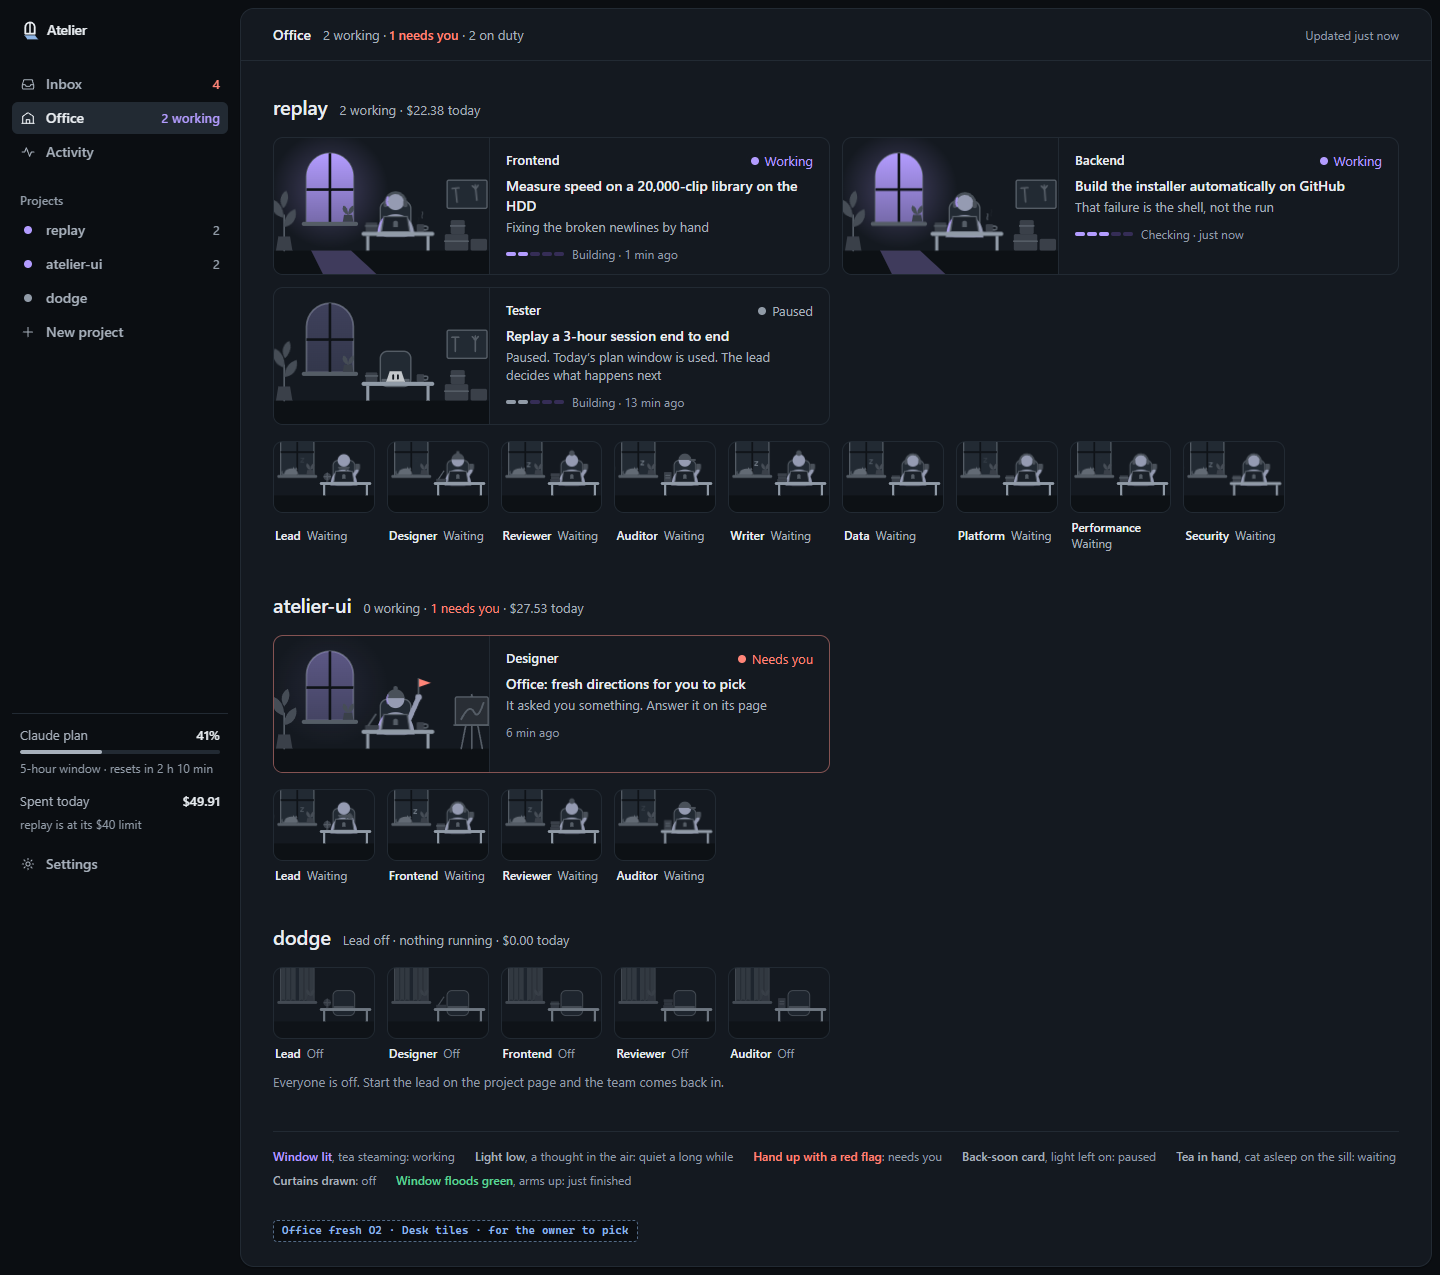 Atelier
Inbox 4
Office 2 working
Activity
Projects
replay 2
atelier-ui 2
dodge
New project
Claude plan 41%
5-hour window · resets in 2 h 10 min
Spent today $49.91
replay is at its $40 limit
Settings
Office 2 working · 1 needs you · 2 on duty
Updated just now
replay 2 working · $22.38 today
Frontend Working
Measure speed on a 20,000-clip library on the
HDD
Fixing the broken newlines by hand
Building · 1 min ago
Backend Working
Build the installer automatically on GitHub
That failure is the shell, not the run
Checking · just now
Tester Paused
Replay a 3-hour session end to end
Paused. Today's plan window is used. The lead
decides what happens next
Building · 13 min ago
Lead Waiting
Designer Waiting
Reviewer Waiting
Auditor Waiting
Writer Waiting
Data Waiting
Platform Waiting
Performance
Waiting
Security Waiting
atelier-ui 0 working · 1 needs you · $27.53 today
Designer Needs you
Office: fresh directions for you to pick
It asked you something. Answer it on its page
6 min ago
Lead Waiting
Frontend Waiting
Reviewer Waiting
Auditor Waiting
dodge Lead off · nothing running · $0.00 today
Lead Off
Designer Off
Frontend Off
Reviewer Off
Auditor Off
Everyone is off. Start the lead on the project page and the team comes back in.
Window lit, tea steaming: working Light low, a thought in the air: quiet a long while Hand up with a red flag: needs you Back-soon card, light left on: paused Tea in hand, cat asleep on the sill: waiting
Curtains drawn: off Window floods green, arms up: just finished
Office fresh O2 · Desk tiles · for the owner to pick